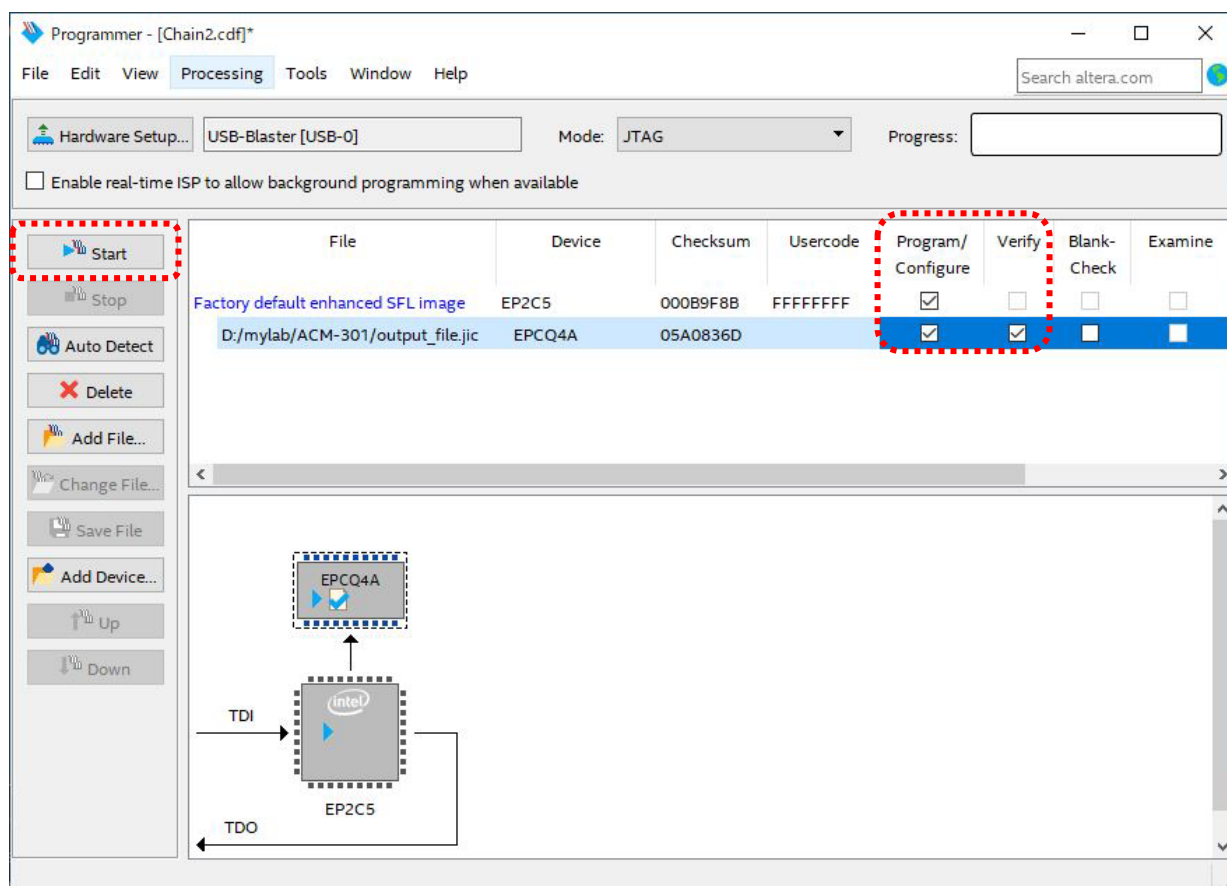 Programmer - [Chain2.cdf]*
File Edit View Processing Tools Window Help
Search altera.com
Hardware Setup... USB-Blaster [USB-0] Mode: JTAG Progress:
Enable real-time ISP to allow background programming when available
Start
Stop
Auto Detect
Delete
Add File...
Change File...
Save File
Add Device...
Up
Down
File Device Checksum Usercode Program/ Configure Verify Blank- Check Examine
Factory default enhanced SFL image EP2C5 000B9F8B FFFFFFFF
D:/mylab/ACM-301/output_file.jic EPCQ4A 05A0836D
EPCQ4A
intel
TDI
EP2C5
TDO